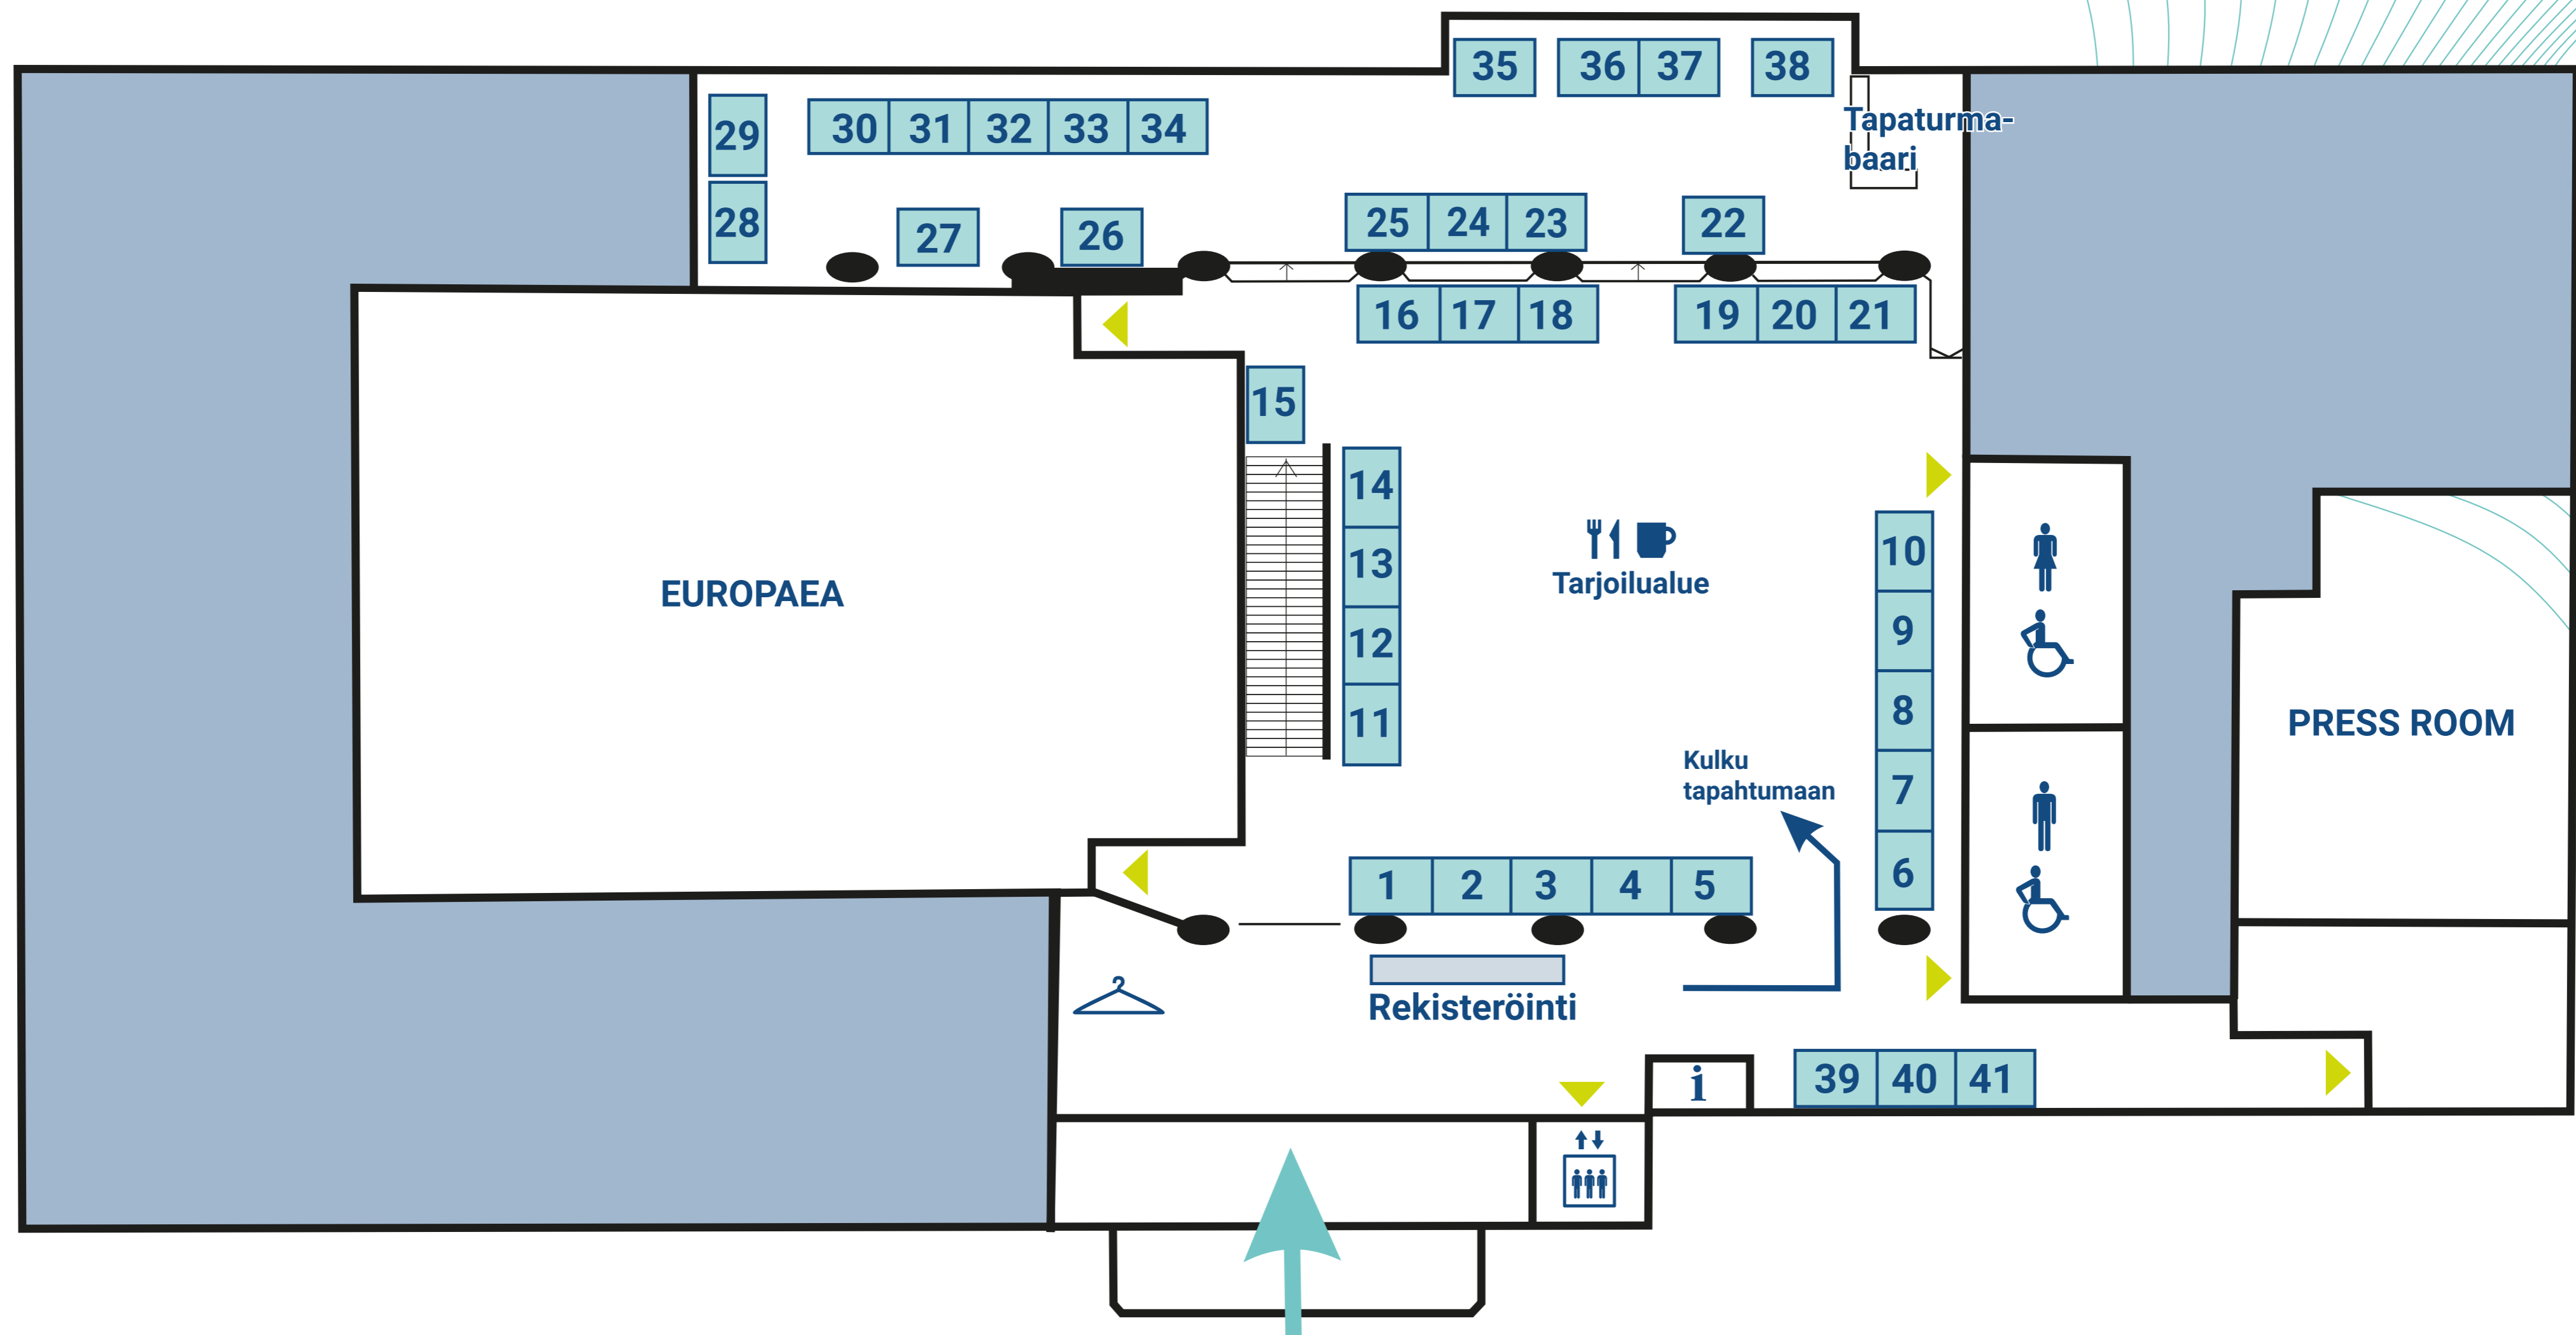 35 36 37 38
29 30 31 32 33 34
Tapaturma-
baari
28 27 26 25 24 23 22
16 17 18 19 20 21
15
14
13
12
11
EUROPAEA
Tarjoilualue
10
9
8
7
6
PRESS ROOM
Kulku
tapahtumaan
1 2 3 4 5
Rekisteröinti
i
39 40 41